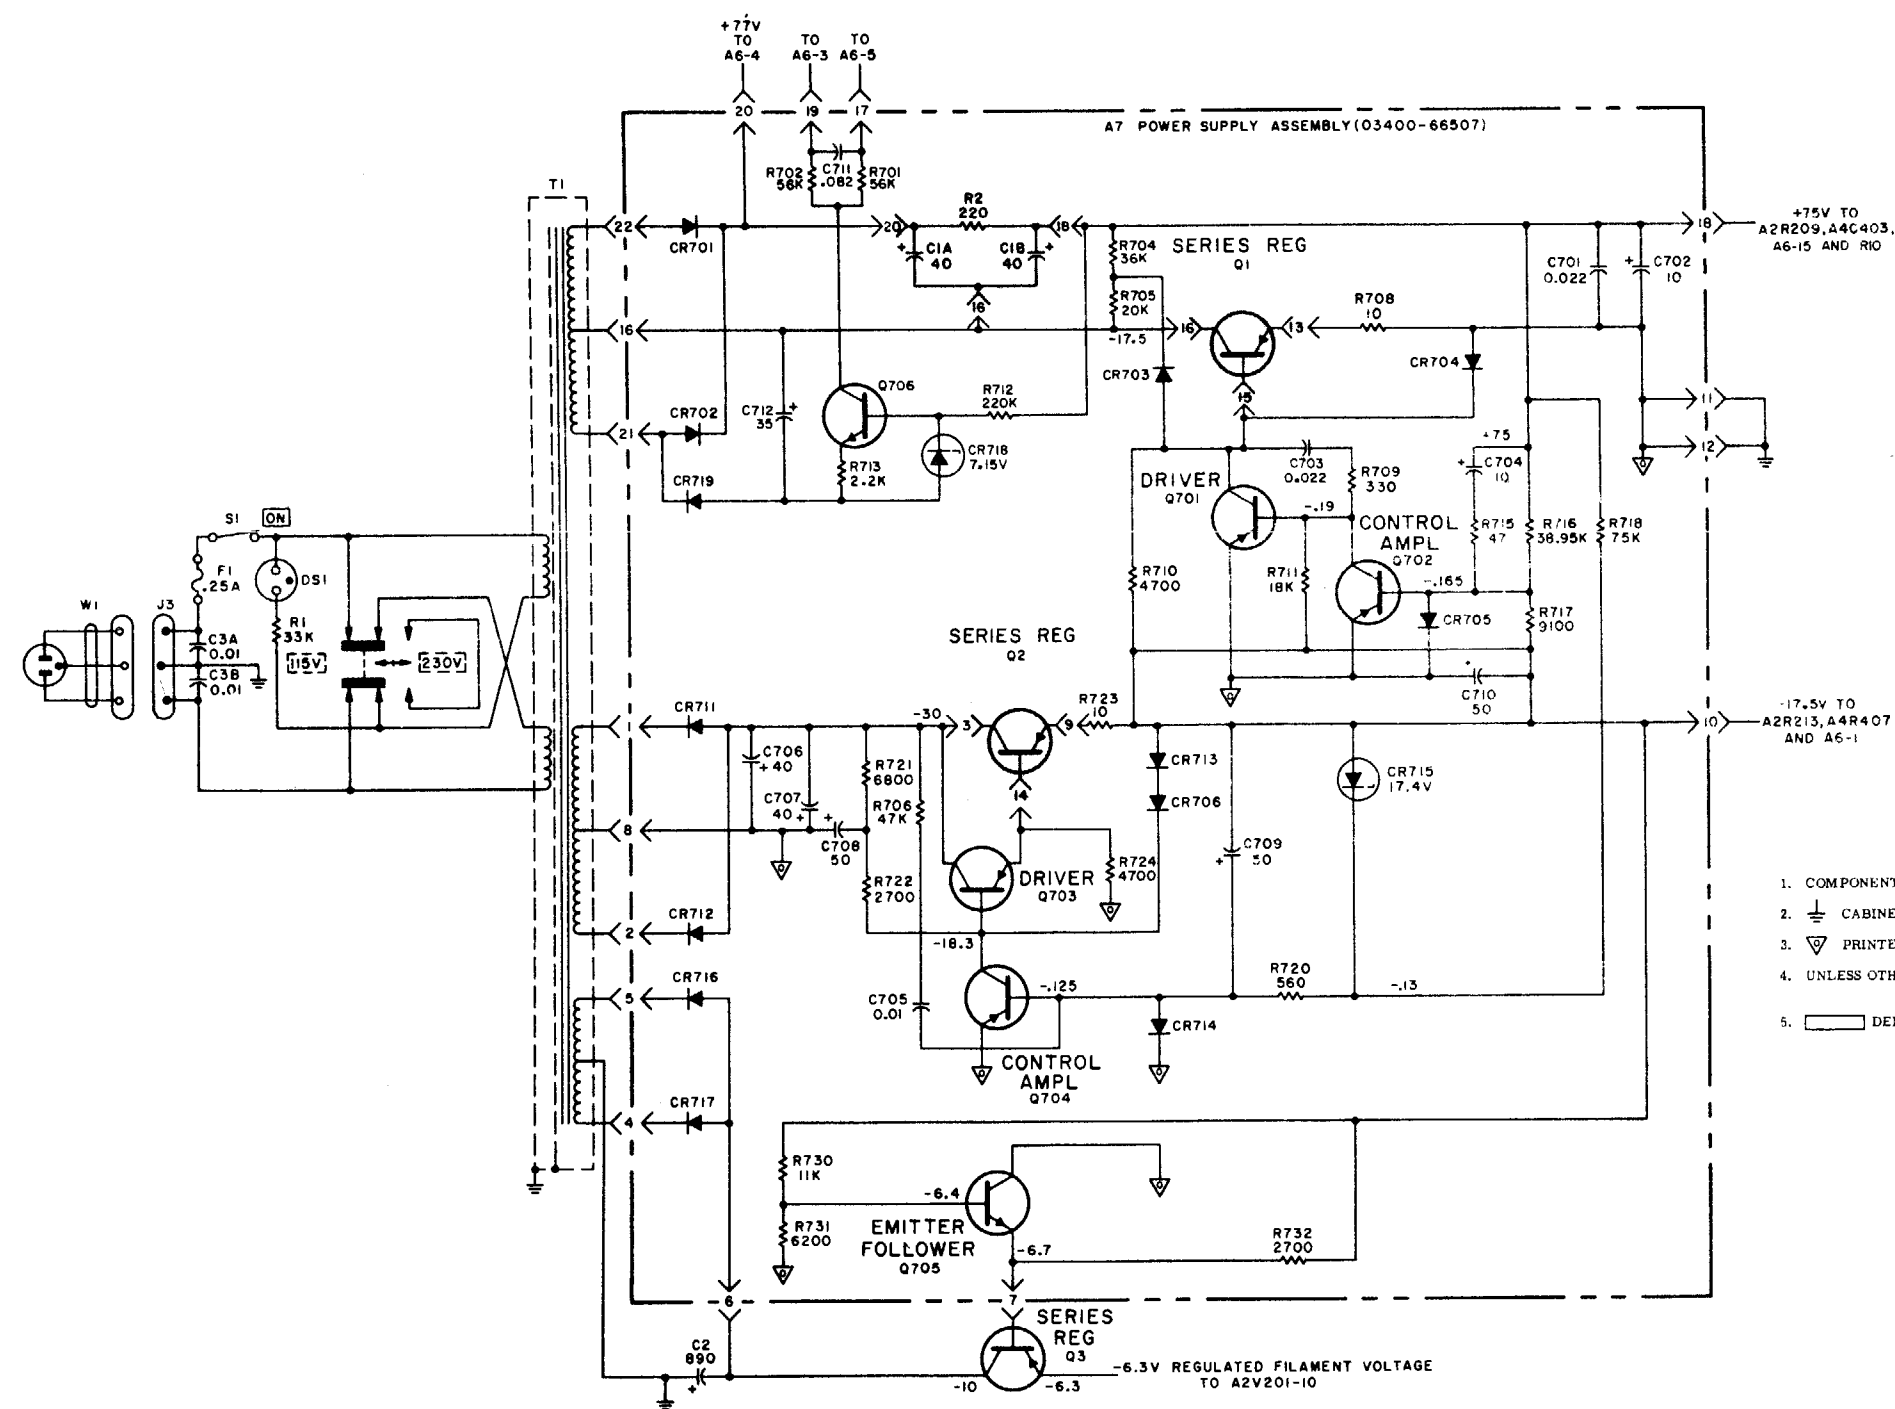 +77V
TO
A6-4
TO
A6-3
TO
A6-5
20
19
17
A7 POWER SUPPLY ASSEMBLY(03400-66507)
R702
56K
C711
.082
R701
56K
T1
22
CR701
20
R2
220
18
C1A
+
40
C1B
+
40
16
R704
36K
R705
20K
SERIES REG
Q1
R708
10
C701
0.022
+
C702
10
18
+75V TO
A2R209,A4C403,
A6-15 AND R10
16
-17.5
16
13
CR703
CR704
15
11
12
Q706
R712
220K
CR702
21
C712
35
+
CR718
7.15V
R713
2.2K
CR719
+75
+
C704
10
C703
0.022
R709
330
DRIVER
Q701
-.19
CONTROL
AMPL
Q702
R715
47
R716
38.95K
R718
75K
R710
4700
R711
18K
-.165
CR705
R717
9100
+
C710
50
S1
ON
F1
.25A
DS1
W1
J3
C3A
0.01
C3B
0.01
R1
33K
115V
230V
SERIES REG
Q2
1
CR711
-30
3
9
R723
10
10
-17.5V TO
A2R213,A4R407
AND A6-1
C706
+40
C707
40
+
+
C708
50
R721
6800
R706
47K
14
CR713
CR706
CR715
17.4V
8
R722
2700
DRIVER
Q703
R724
4700
C709
50
+
2
CR712
-18.3
C705
0.01
-.125
R720
560
-.13
CR714
CONTROL
AMPL
Q704
5
CR716
4
CR717
R730
11K
R731
6200
-6.4
EMITTER
FOLLOWER
Q705
-6.7
R732
2700
6
7
SERIES
REG
Q3
C2
890
+
-10
-6.3
-6.3V REGULATED FILAMENT VOLTAGE
TO A2V201-10
1. COMPONENT
2. CABINE
3. PRINTE
4. UNLESS OTH
5. DE